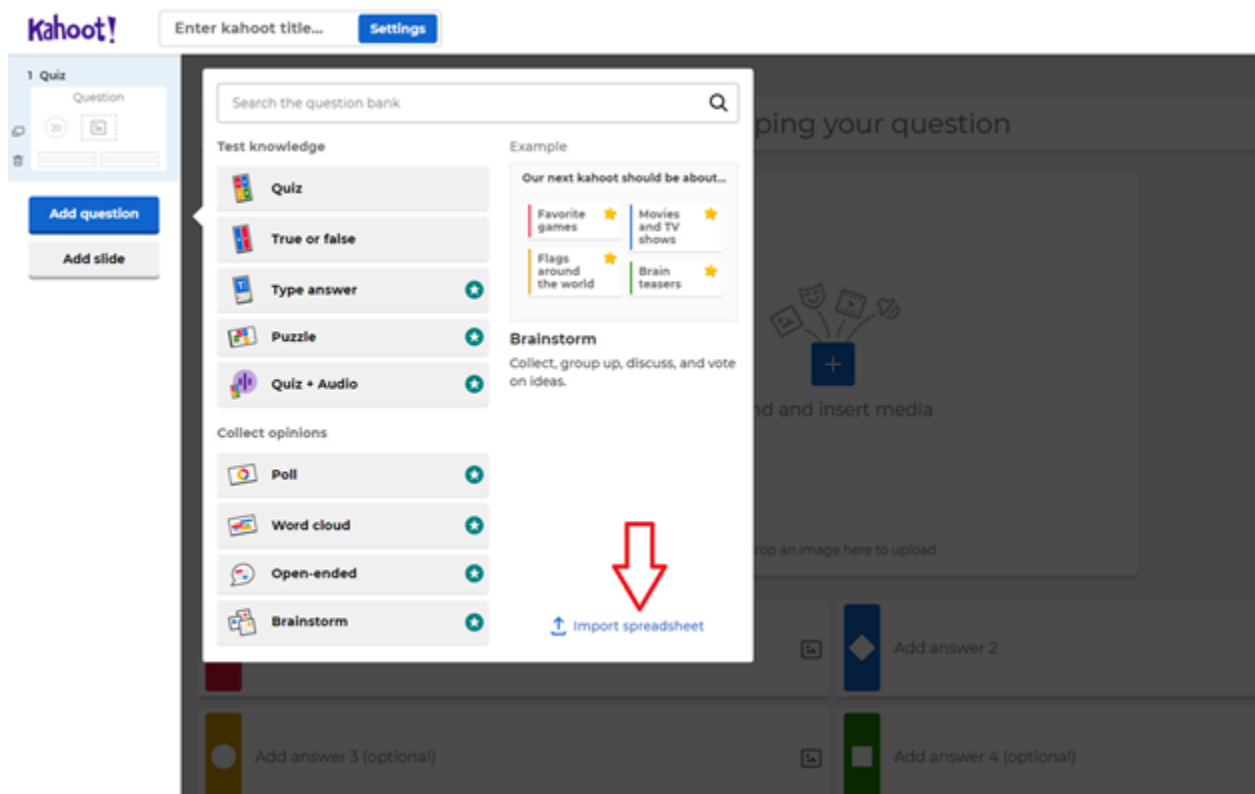 Kahoot!
Enter kahoot title...
Settings
1 Quiz
Question
20
Add question
Add slide
Search the question bank
Test knowledge
Quiz
True or false
Type answer
Puzzle
Quiz + Audio
Collect opinions
Poll
Word cloud
Open-ended
Brainstorm
Example
Our next kahoot should be about...
Favorite
games
Movies
and TV
shows
Flags
around
the world
Brain
teasers
Brainstorm
Collect, group up, discuss, and vote
on ideas.
Import spreadsheet
ping your question
nd and insert media
rop an image here to upload
Add answer 2
Add answer 3 (optional)
Add answer 4 (optional)